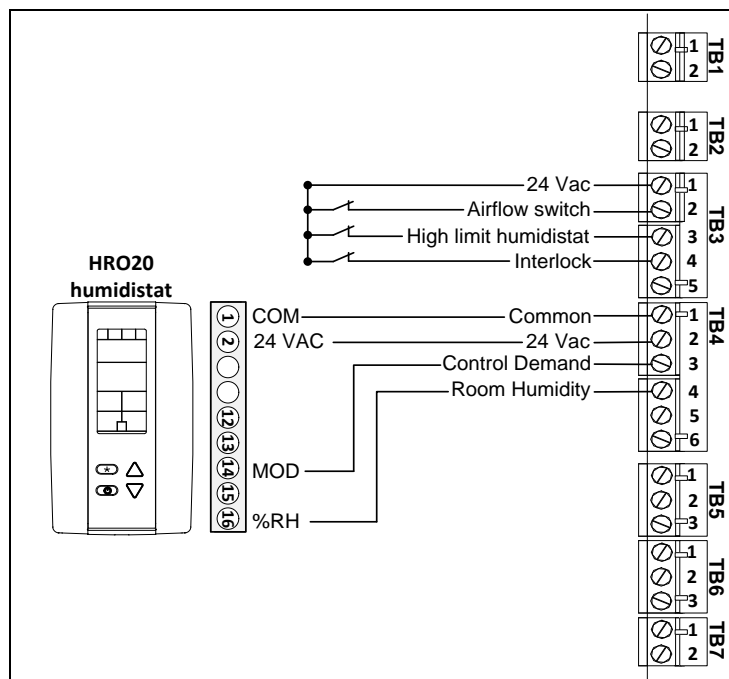 1 TB1
2
1 TB2
2
24 Vac 1 TB3
Airflow switch 2
High limit humidistat 3
Interlock 4
5
HRO20
humidistat
1 COM Common 1 TB4
2 24 VAC 24 Vac 2
Control Demand 3
Room Humidity 4
12 5
13 6
14 MOD
15
16 %RH
1 TB5
2
3
1 TB6
2
3
1 TB7
2